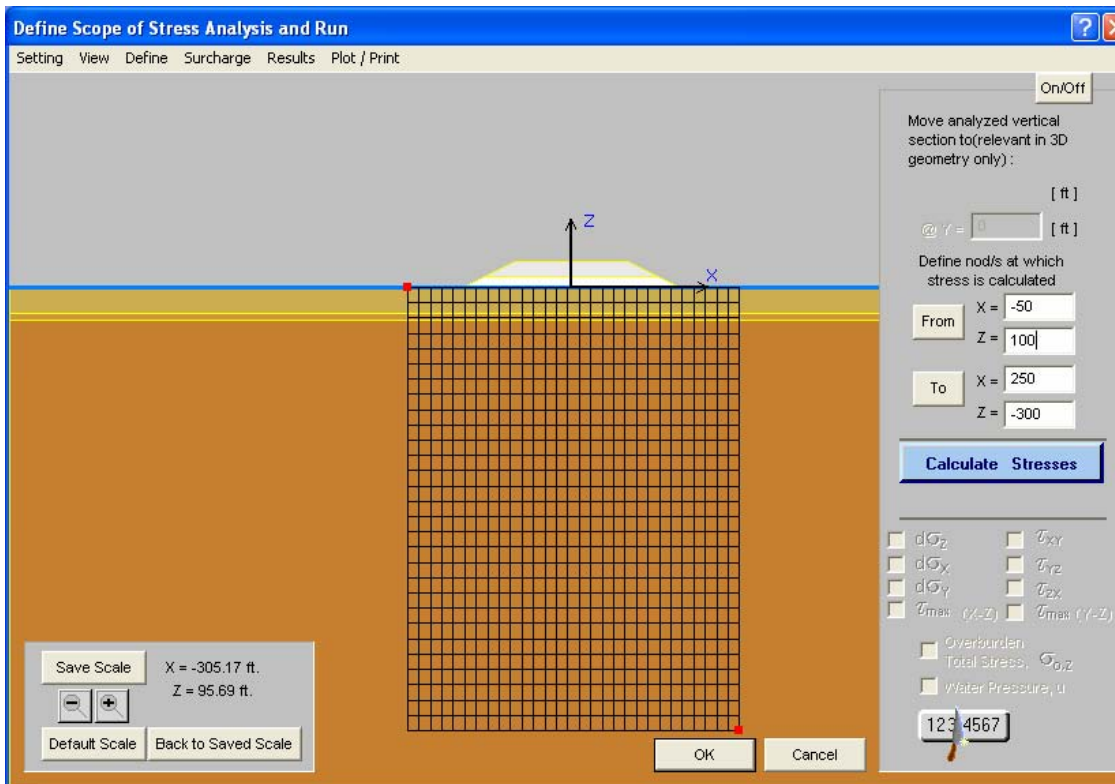 Define Scope of Stress Analysis and Run
Setting View Define Surcharge Results Plot / Print
On/Off
Move analyzed vertical
section to(relevant in 3D
geometry only) :
[ ft ]
@ Y = 0 [ ft ]
Define nod/s at which
stress is calculated
From X = -50
Z = 100
To X = 250
Z = -300
Calculate Stresses
dσZ τXY
dσX τYZ
dσY τZX
τmax (X-Z) τmax (Y-Z)
Overburden
Total Stress, σ0,Z
Water Pressure, u
1234567
Z
X
Save Scale X = -305.17 ft.
Z = 95.69 ft.
Default Scale Back to Saved Scale
OK Cancel